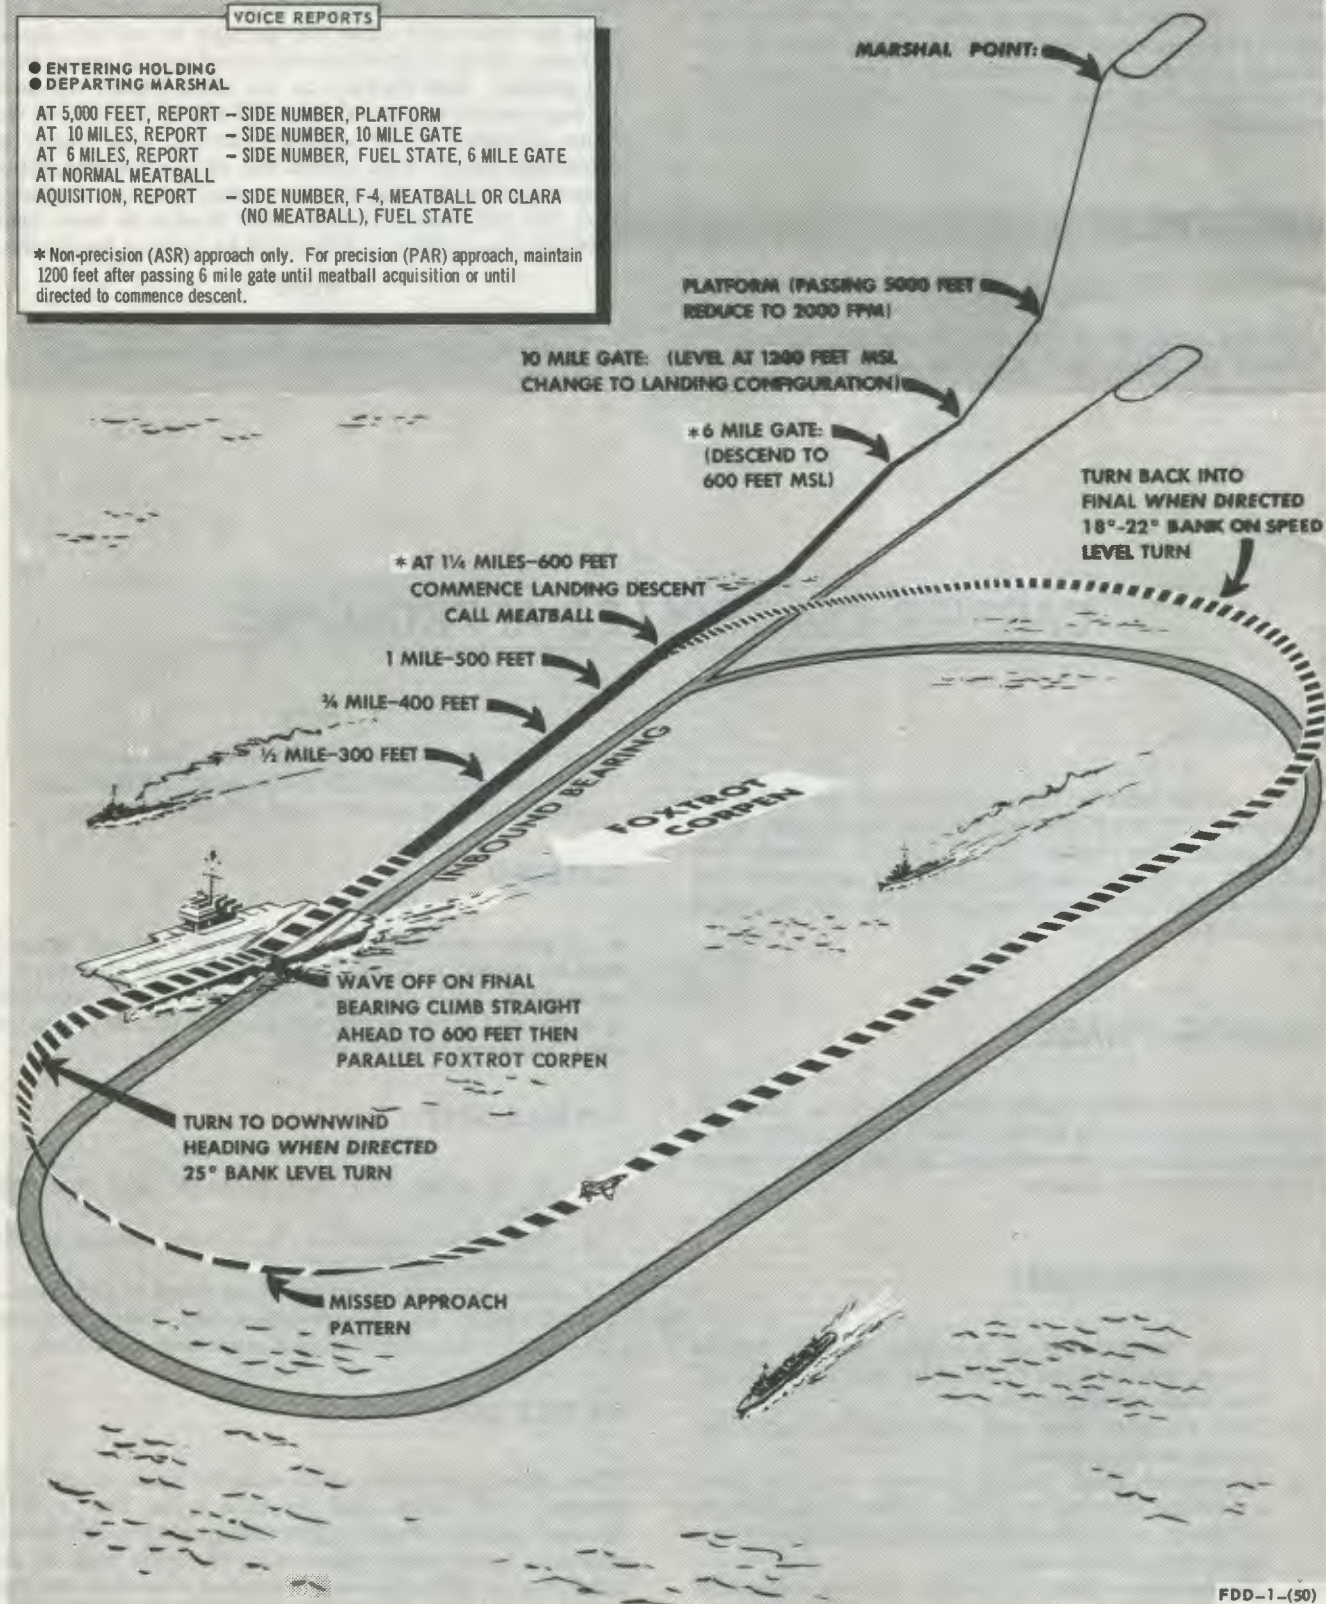 VOICE REPORTS
● ENTERING HOLDING
● DEPARTING MARSHAL
AT 5,000 FEET, REPORT – SIDE NUMBER, PLATFORM
AT 10 MILES, REPORT – SIDE NUMBER, 10 MILE GATE
AT 6 MILES, REPORT – SIDE NUMBER, FUEL STATE, 6 MILE GATE
AT NORMAL MEATBALL
AQUISITION, REPORT – SIDE NUMBER, F-4, MEATBALL OR CLARA
(NO MEATBALL), FUEL STATE
* Non-precision (ASR) approach only. For precision (PAR) approach, maintain
1200 feet after passing 6 mile gate until meatball acquisition or until
directed to commence descent.
MARSHAL POINT:
PLATFORM (PASSING 5000 FEET
REDUCE TO 2000 FPM)
10 MILE GATE: (LEVEL AT 1200 FEET MSL
CHANGE TO LANDING CONFIGURATION)
* 6 MILE GATE:
(DESCEND TO
600 FEET MSL)
TURN BACK INTO
FINAL WHEN DIRECTED
18°-22° BANK ON SPEED
LEVEL TURN
* AT 1¼ MILES–600 FEET
COMMENCE LANDING DESCENT
CALL MEATBALL
1 MILE–500 FEET
¾ MILE–400 FEET
½ MILE–300 FEET
INBOUND BEARING
FOXTROT
CORPEN
WAVE OFF ON FINAL
BEARING CLIMB STRAIGHT
AHEAD TO 600 FEET THEN
PARALLEL FOXTROT CORPEN
TURN TO DOWNWIND
HEADING WHEN DIRECTED
25° BANK LEVEL TURN
MISSED APPROACH
PATTERN
FDD-1-(50)